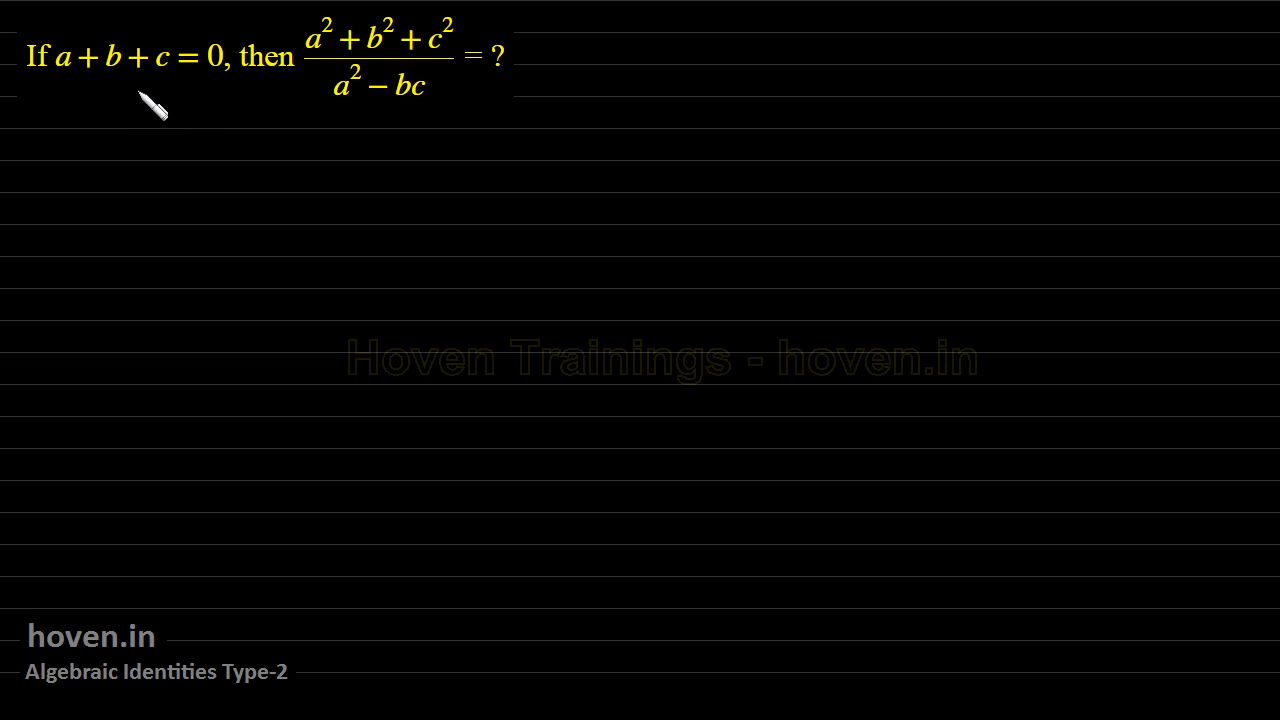 If a + b + c = 0, then (a² + b² + c²)/(a² − bc) = ?
Hoven Trainings - hoven.in
hoven.in
Algebraic Identities Type-2